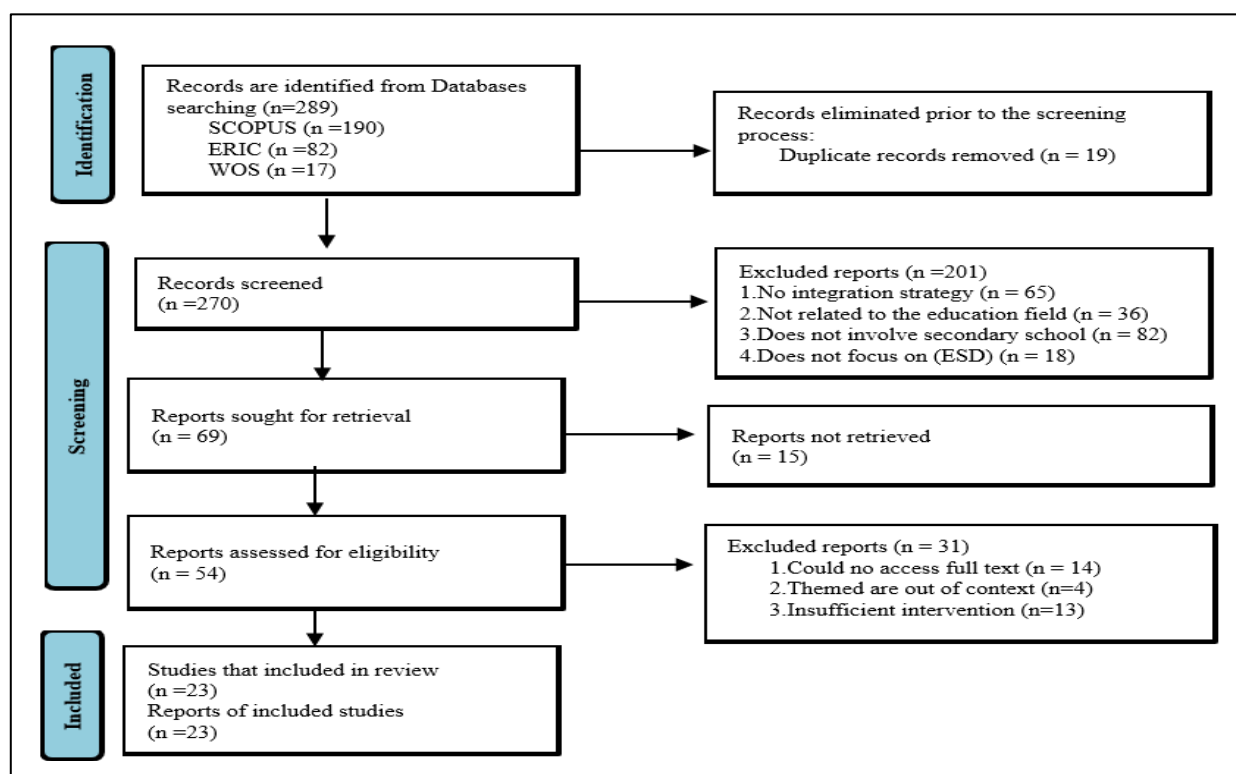 Identification
Records are identified from Databases
searching (n=289)
SCOPUS (n =190)
ERIC (n=82)
WOS (n =17)
Records eliminated prior to the screening
process:
Duplicate records removed (n = 19)
Screening
Records screened
(n =270)
Excluded reports (n =201)
1.No integration strategy (n = 65)
2.Not related to the education field (n = 36)
3.Does not involve secondary school (n = 82)
4.Does not focus on (ESD) (n = 18)
Reports sought for retrieval
(n = 69)
Reports not retrieved
(n = 15)
Reports assessed for eligibility
(n = 54)
Excluded reports (n = 31)
1.Could no access full text (n = 14)
2.Themed are out of context (n=4)
3.Insufficient intervention (n=13)
Included
Studies that included in review
(n =23)
Reports of included studies
(n =23)